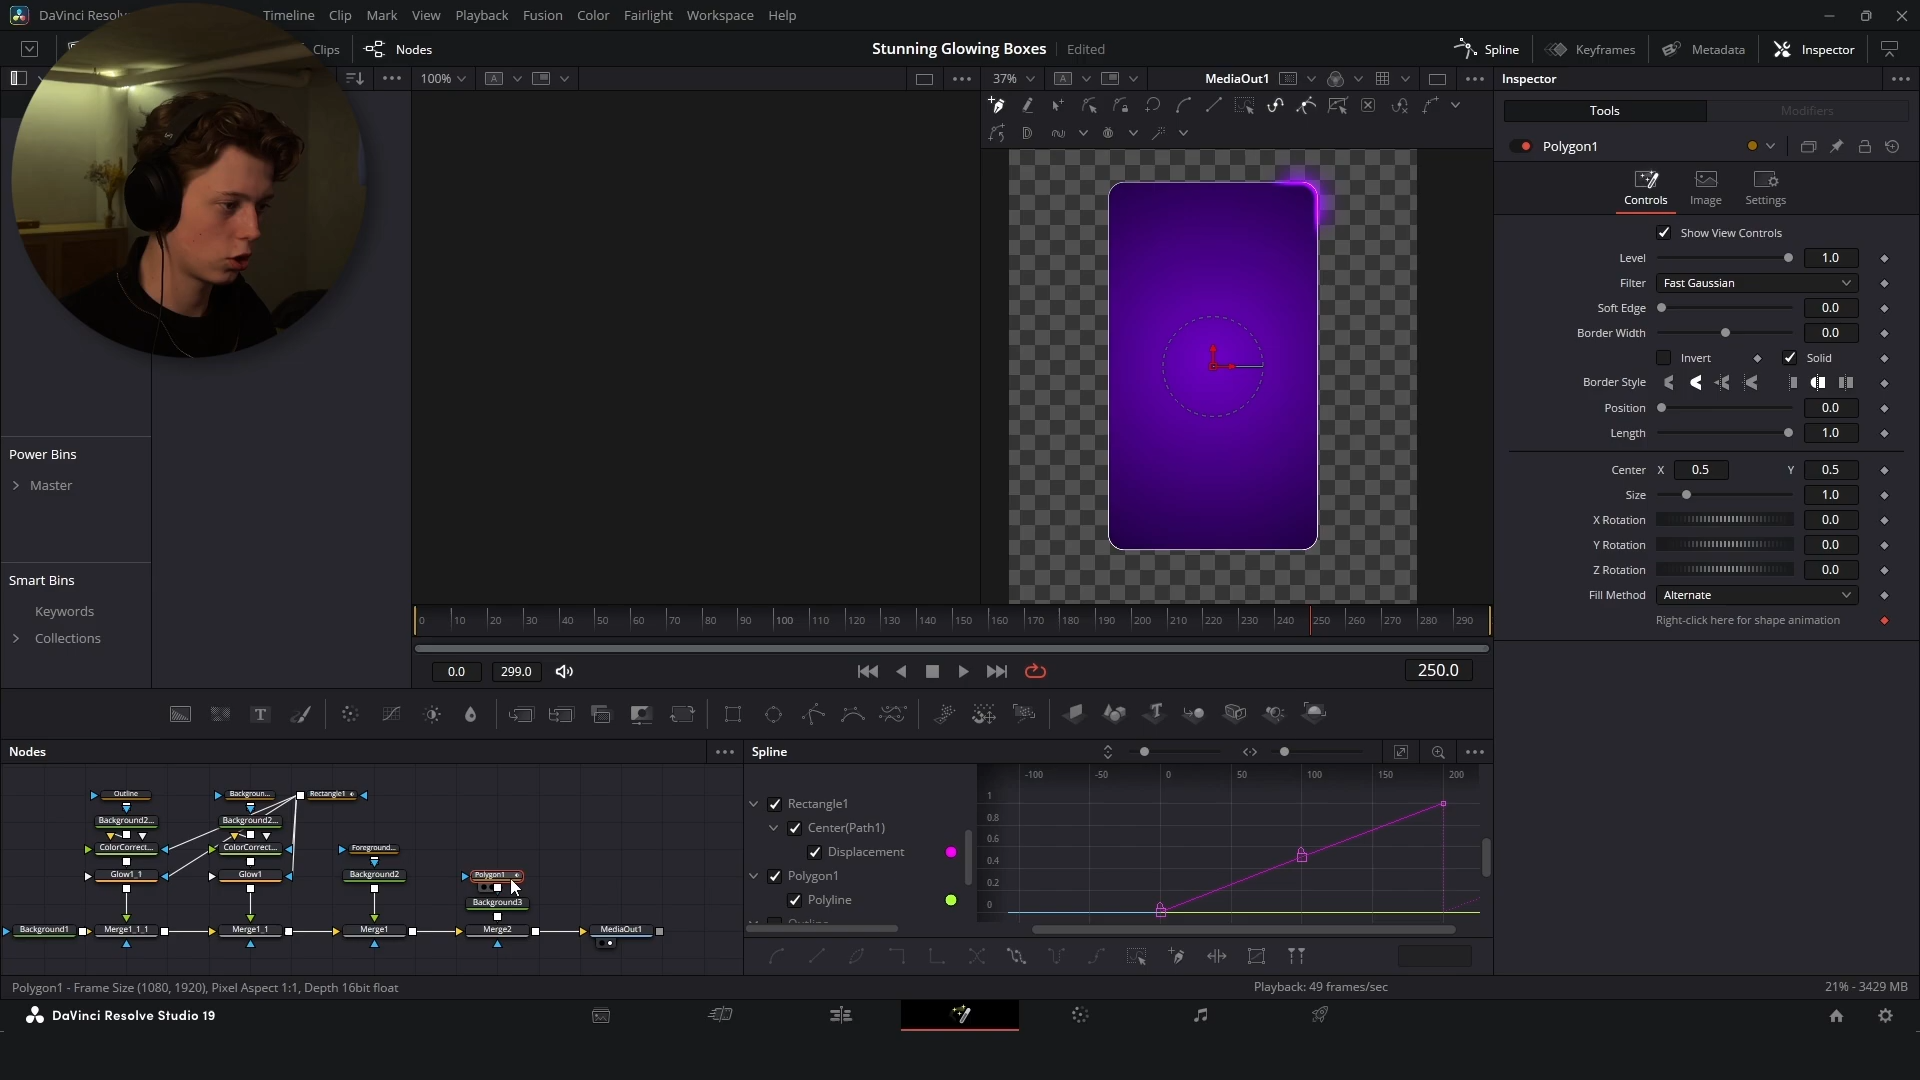 DaVinci Resolv
Timeline
Clip
Mark
View
Playback
Fusion
Color
Fairlight
Workspace
Help
Clips
Nodes
Stunning Glowing Boxes
Edited
Spline
Keyframes
Metadata
Inspector
100%
37%
MediaOut1
Inspector
Tools
Modifiers
Polygon1
Controls
Image
Settings
Show View Controls
Level 1.0
Filter Fast Gaussian
Soft Edge 0.0
Border Width 0.0
Invert Solid
Border Style
Position 0.0
Length 1.0
Center X 0.5 Y 0.5
Size 1.0
X Rotation 0.0
Y Rotation 0.0
Z Rotation 0.0
Fill Method Alternate
Right-click here for shape animation
Power Bins
Master
Smart Bins
Keywords
Collections
0 10 20 30 40 50 60 70 80 90 100 110 120 130 140 150 160 170 180 190 200 210 220 230 240 250 260 270 280 290
0.0 299.0
250.0
Nodes
Outline
Backgroun...
Rectangle1
Background2...
Background2...
ColorCorrect...
ColorCorrect...
Foreground...
Glow1_1
Glow1
Background2
Polygon1
Background3
Background1
Merge1_1_1
Merge1_1
Merge1
Merge2
MediaOut1
Spline
Rectangle1
Center(Path1)
Displacement
Polygon1
Polyline
-100 -50 0 50 100 150 200
1
0.8
0.6
0.4
0.2
0
Polygon1 - Frame Size (1080, 1920), Pixel Aspect 1:1, Depth 16bit float
Playback: 49 frames/sec
21% - 3429 MB
DaVinci Resolve Studio 19